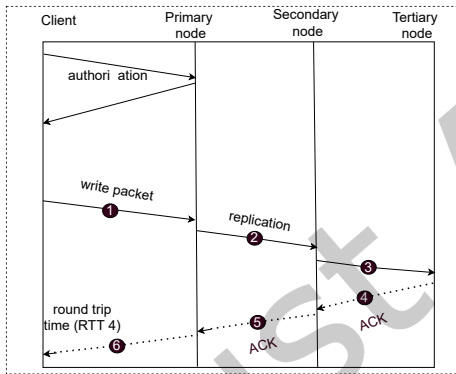 Client
Primary
node
Secondary
node
Tertiary
node
authori ation
write packet
1
replication
2
3
4
ACK
5
ACK
round trip
time (RTT 4)
6